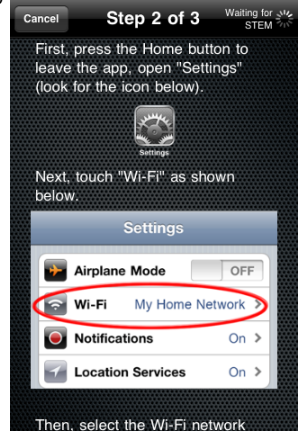 Cancel
Step 2 of 3
Waiting for
STEM
First, press the Home button to
leave the app, open "Settings"
(look for the icon below).
Settings
Next, touch "Wi-Fi" as shown
below.
Settings
Airplane Mode OFF
Wi-Fi My Home Network
Notifications On
Location Services On
Then, select the Wi-Fi network